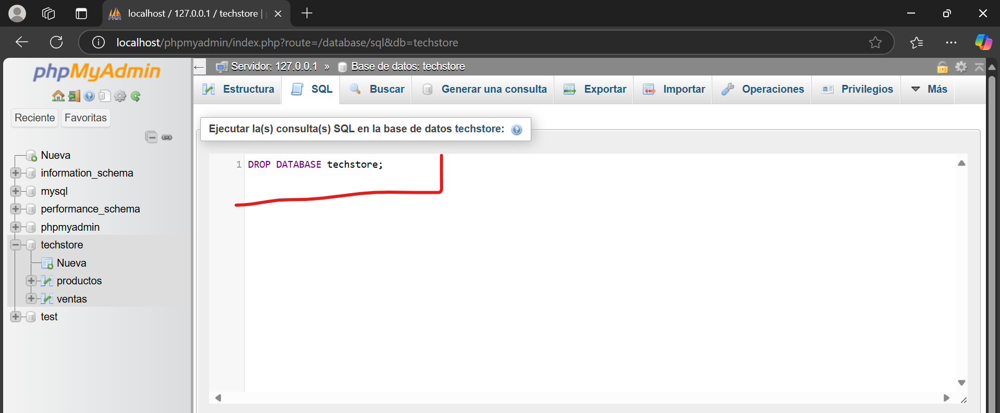 localhost / 127.0.0.1 / techstore |
localhost/phpmyadmin/index.php?route=/database/sql&db=techstore
phpMyAdmin
Reciente Favoritas
Nueva
information_schema
mysql
performance_schema
phpmyadmin
techstore
Nueva
productos
ventas
test
Servidor: 127.0.0.1 » Base de datos: techstore
Estructura SQL Buscar Generar una consulta Exportar Importar Operaciones Privilegios Más
Ejecutar la(s) consulta(s) SQL en la base de datos techstore:
1 DROP DATABASE techstore;